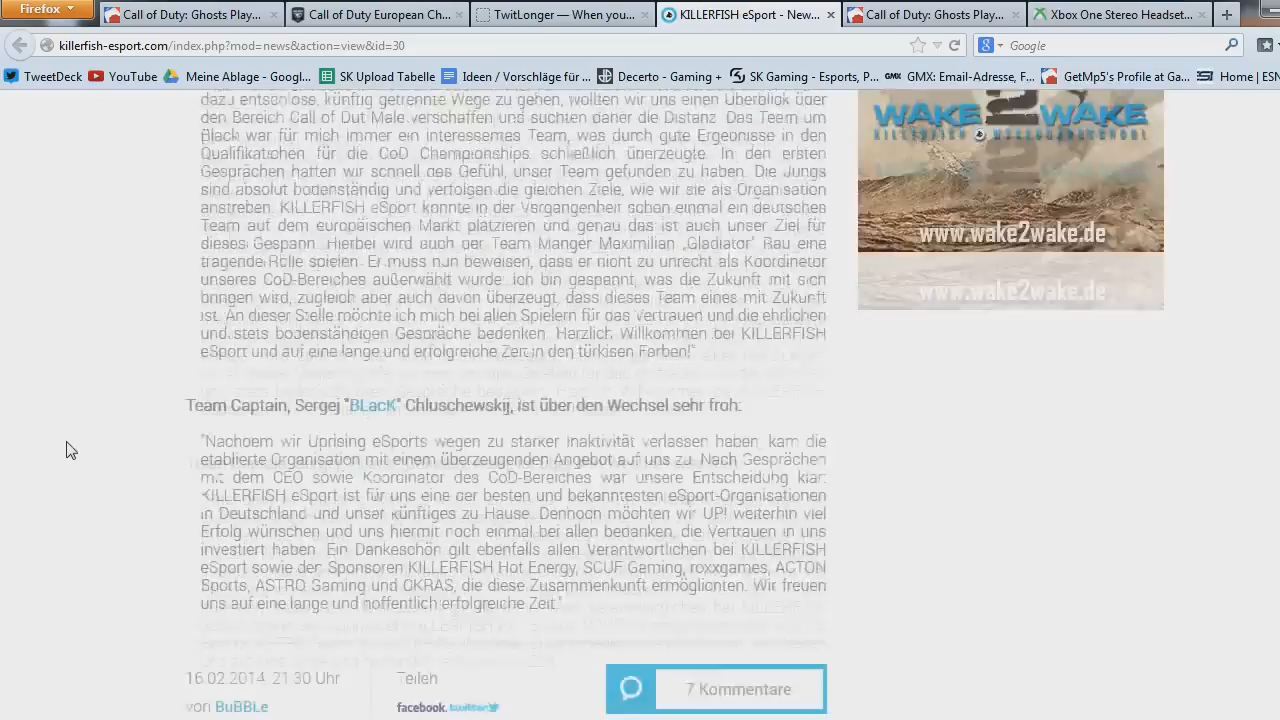 Firefox
Call of Duty: Ghosts Play...
Call of Duty European Ch...
TwitLonger — When you...
KILLERFISH eSport - New...
Call of Duty: Ghosts Play...
Xbox One Stereo Headset...
killerfish-esport.com/index.php?mod=news&action=view&id=30
Google
TweetDeck
YouTube
Meine Ablage - Googl...
SK Upload Tabelle
Ideen / Vorschläge für ...
Decerto - Gaming +
SK Gaming - Esports, P...
GMX: Email-Adresse, F...
GetMp5's Profile at Ga...
Home | ESN
dazu entschlose, künftig getrennte Wege zu gehen, wollten wir uns einen Überblick über
den Bereich Call of Dut Male verschaffen und suchten daher die Distanz. Das Team um
Black war für mich immer ein interessantes Team, was durch gute Ergebnisse in den
Qualifikatschen für die CoD Championships schließlich überzeugte. In den ersten
Gesprächen hatten wir schnell das Gefühl, unser Team gefunden zu haben. Die Jungs
sind absolut bodenständig und verfolgen die gleichen Ziele, wie wir sie als Organisation
anstreben. KILLERFISH eSport konnte in der Vergangenheit schon einmal ein deutsches
Team auf den europäischen Markt platzieren und genau das ist auch unser Ziel für
dieses Gespann. Hierbei wird auch der Team Manger Maximilian „Gladiator" Rau eine
tragende Rolle spielen. Er muss nun beweisen, dass er nicht zu unrecht als Koordinator
unseres CoD-Bereiches außerwählt wurde. Ich bin gespannt, was die Zukunft mit sich
bringen wird, zugleich aber auch davon überzeugt, dass dieses Team eines mit Zukunft
ist. An dieser Stelle möchte ich mich bei allen Spielern für das Vertrauen und die ehrlichen
und stets bodenständigen Gespräche bedenken. Herzlich Willkommen bei KILLERFISH
eSport und auf eine lange und erfolgreiche Zeit in den türkisen Farben!"
Team Captain, Sergej "BLacK" Chluschewskij, ist über den Wechsel sehr froh:
"Nachdem wir Uprising eSports wegen zu starker Inaktivität verlassen haben, kam die
etablierte Organisation mit einem überzeugenden Angebot auf uns zu. Nach Gesprächen
mit dem CEO sowie Koordinator des CoD-Bereiches war unsere Entscheidung klar:
KILLERFISH eSport ist für uns eine der besten und bekanntesten eSport-Organisationen
in Deutschland und unser künftiges zu Hause. Dennoch möchten wir UP! weiterhin viel
Erfolg wünschen und uns hiermit noch einmal bei allen bedanken, die Vertrauen in uns
investiert haben. Ein Dankeschön gilt ebenfalls allen Verantwortlichen bei KILLERFISH
eSport sowie den Sponsoren KILLERFISH Hot Energy, SCUF Gaming, roxxgames, ACTON
Sports, ASTRO Gaming und OKRAS, die diese Zusammenkunft ermöglichten. Wir freuen
uns auf eine lange und hoffentlich erfolgreiche Zeit."
16.02.2014, 21:30 Uhr
Teilen
7 Kommentare
von BuBBLe
facebook. twitter
WAKE 2 WAKE
www.wake2wake.de
www.wake2wake.de